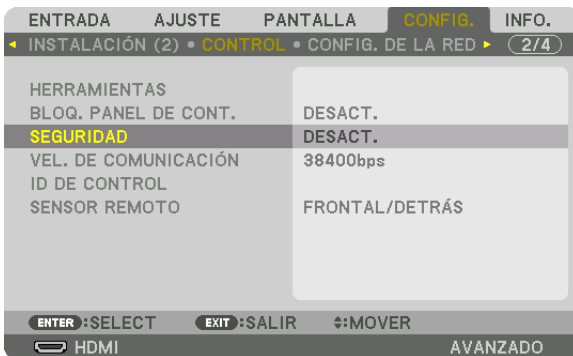 ENTRADA AJUSTE PANTALLA CONFIG. INFO.
◄ INSTALACIÓN (2) ● CONTROL ● CONFIG. DE LA RED ► 2/4
HERRAMIENTAS
BLOQ. PANEL DE CONT. DESACT.
SEGURIDAD DESACT.
VEL. DE COMUNICACIÓN 38400bps
ID DE CONTROL
SENSOR REMOTO FRONTAL/DETRÁS
ENTER :SELECT EXIT :SALIR ♦:MOVER
HDMI AVANZADO